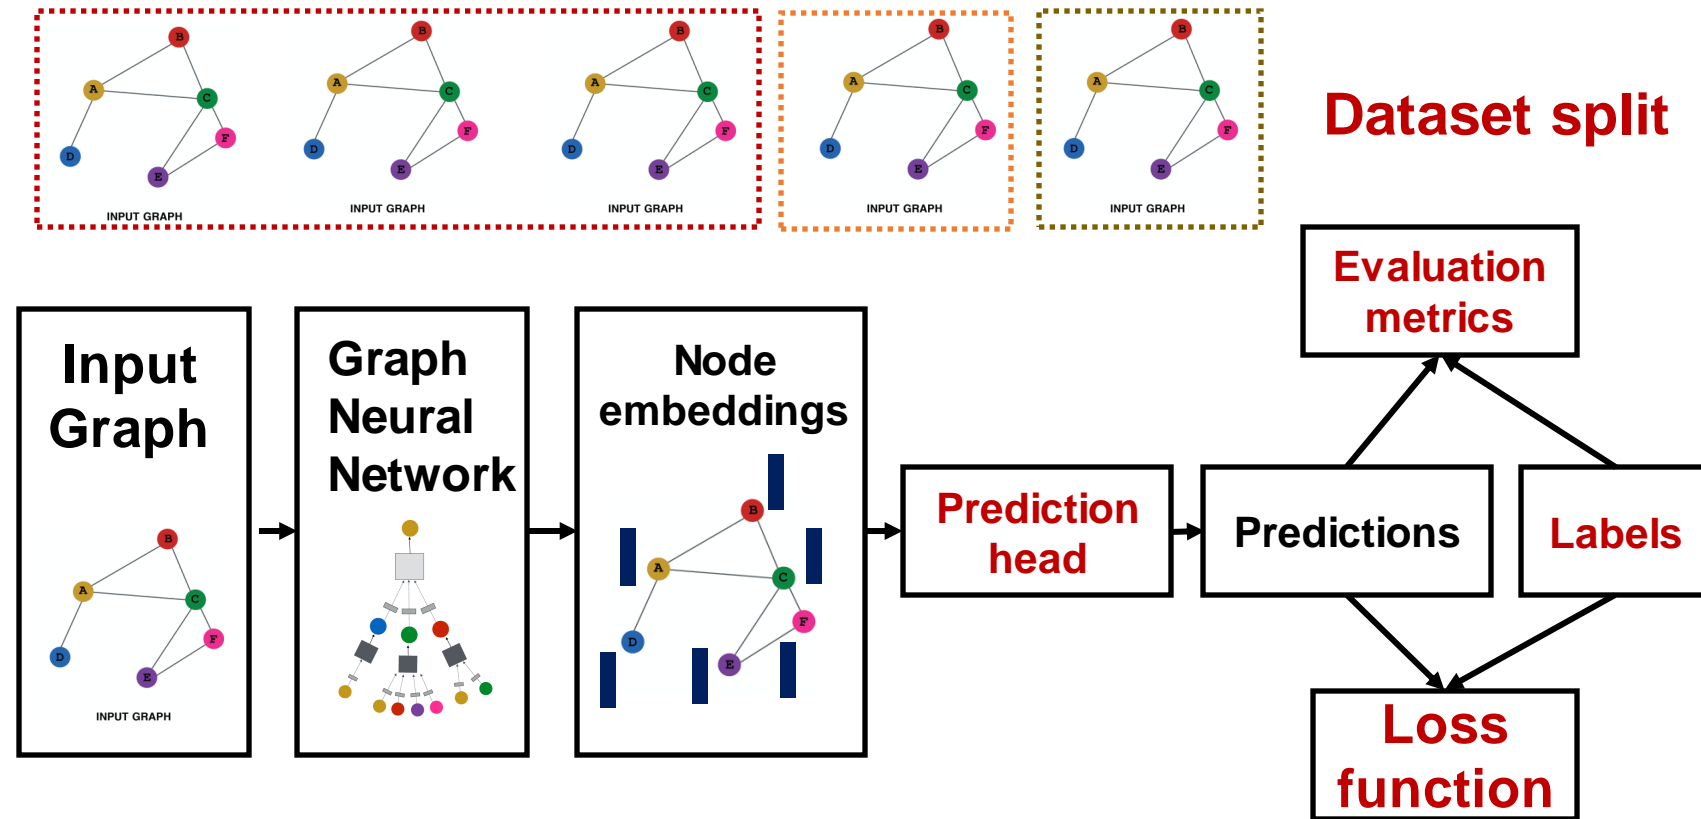 B
A
C
F
D
E
INPUT GRAPH
B
A
C
F
D
E
INPUT GRAPH
B
A
C
F
D
E
INPUT GRAPH
B
A
C
F
D
E
INPUT GRAPH
B
A
C
F
D
E
INPUT GRAPH
Dataset split
Input
Graph
B
A
C
F
D
E
INPUT GRAPH
Graph
Neural
Network
Node
embeddings
B
A
C
F
D
E
Prediction
head
Predictions
Labels
Evaluation
metrics
Loss
function